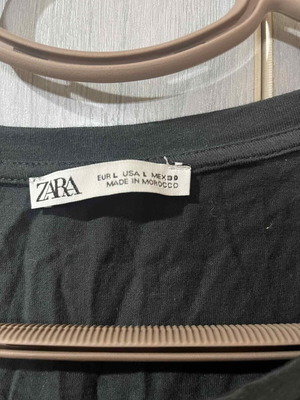 ZARA
EUR L USA L MEX 30
MADE IN MOROCCO